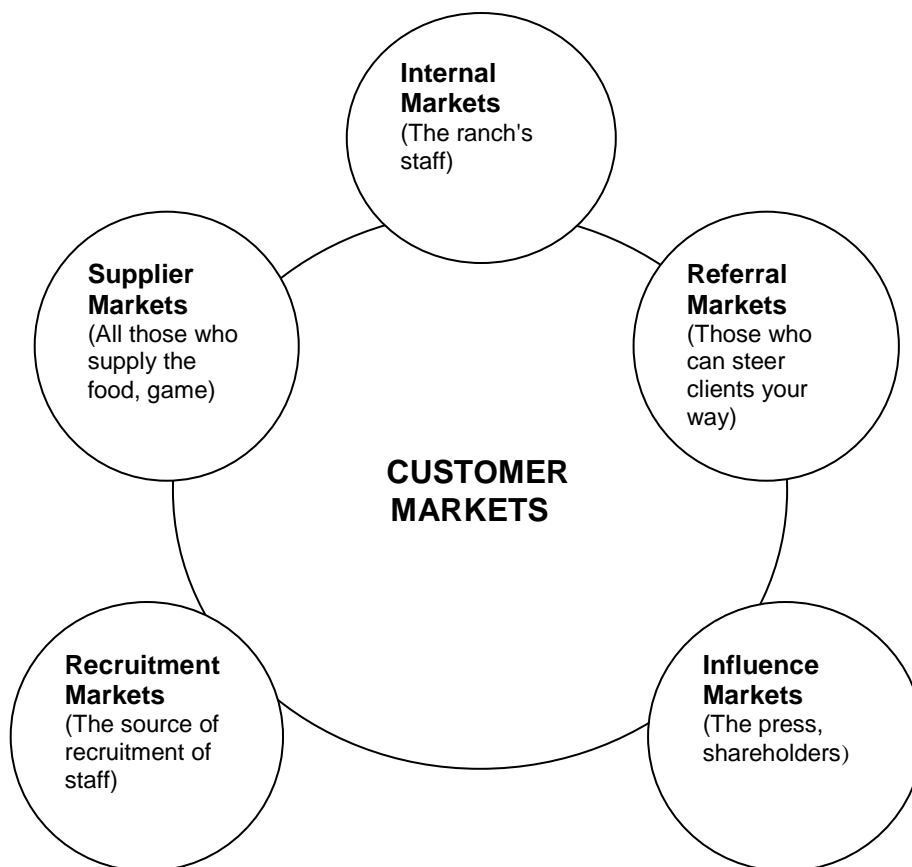 Internal
Markets
(The ranch's
staff)
Supplier
Markets
(All those who
supply the
food, game)
Referral
Markets
(Those who
can steer
clients your
way)
CUSTOMER
MARKETS
Recruitment
Markets
(The source of
recruitment of
staff)
Influence
Markets
(The press,
shareholders)